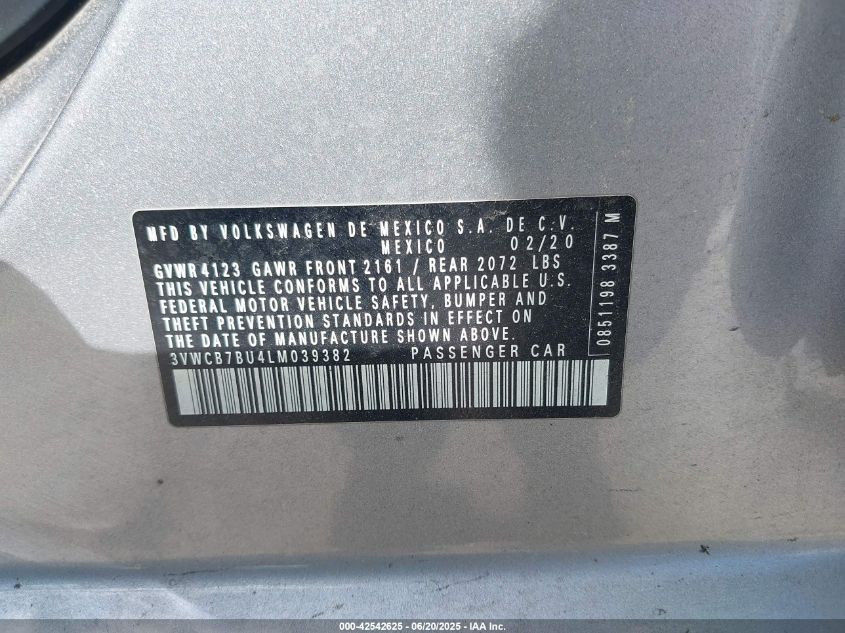 MFD BY VOLKSWAGEN DE MEXICO S.A. DE C.V.
MEXICO 02/20
GVWR 4123 GAWR FRONT 2161 / REAR 2072 LBS
THIS VEHICLE CONFORMS TO ALL APPLICABLE U.S.
FEDERAL MOTOR VEHICLE SAFETY, BUMPER AND
THEFT PREVENTION STANDARDS IN EFFECT ON
THE DATE OF MANUFACTURE SHOWN ABOVE.
3VWCB7BU4LM039382 PASSENGER CAR
0851198 3387 M
000-42542625 - 06/20/2025 - IAA Inc.